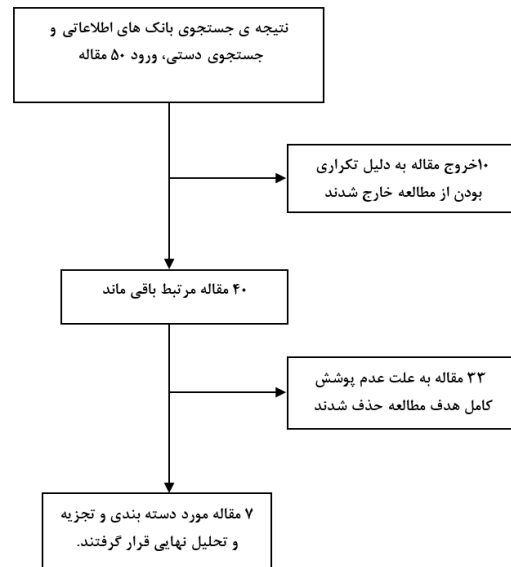 نتیجه ی جستجوی بانک های اطلاعاتی و
جستجوی دستی، ورود ۵۰ مقاله
۱۰خروج مقاله به دلیل تکراری
بودن از مطالعه خارج شدند
۴۰ مقاله مرتبط باقی ماند
۳۳ مقاله به علت عدم پوشش
کامل هدف مطالعه حذف شدند
۷ مقاله مورد دسته بندی و تجزیه
و تحلیل نهایی قرار گرفتند.